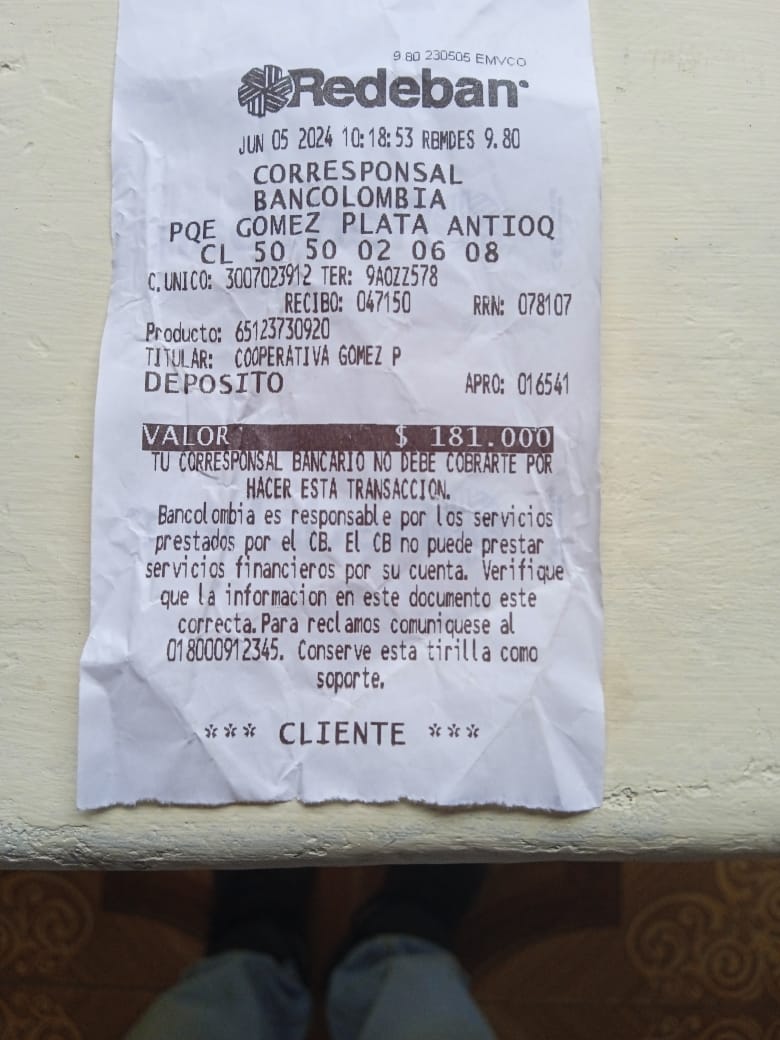 9.80 230505 EMVCO
Redeban
JUN 05 2024 10:18:53 RBMDES 9.80
CORRESPONSAL
BANCOLOMBIA
PQE GOMEZ PLATA ANTIOQ
CL 50 50 02 06 08
C.UNICO: 3007023912 TER: 9AOZZ578
RECIBO: 047150 RRN: 078107
Producto: 65123730920
TITULAR: COOPERATIVA GOMEZ P
DEPOSITO APRO: 016541
VALOR $ 181.000
TU CORRESPONSAL BANCARIO NO DEBE COBRARTE POR
HACER ESTA TRANSACCION.
Bancolombia es responsable por los servicios
prestados por el CB. El CB no puede prestar
servicios financieros por su cuenta. Verifique
que la informacion en este documento este
correcta.Para reclamos comuniquese al
018000912345. Conserve esta tirilla como
soporte.
*** CLIENTE ***